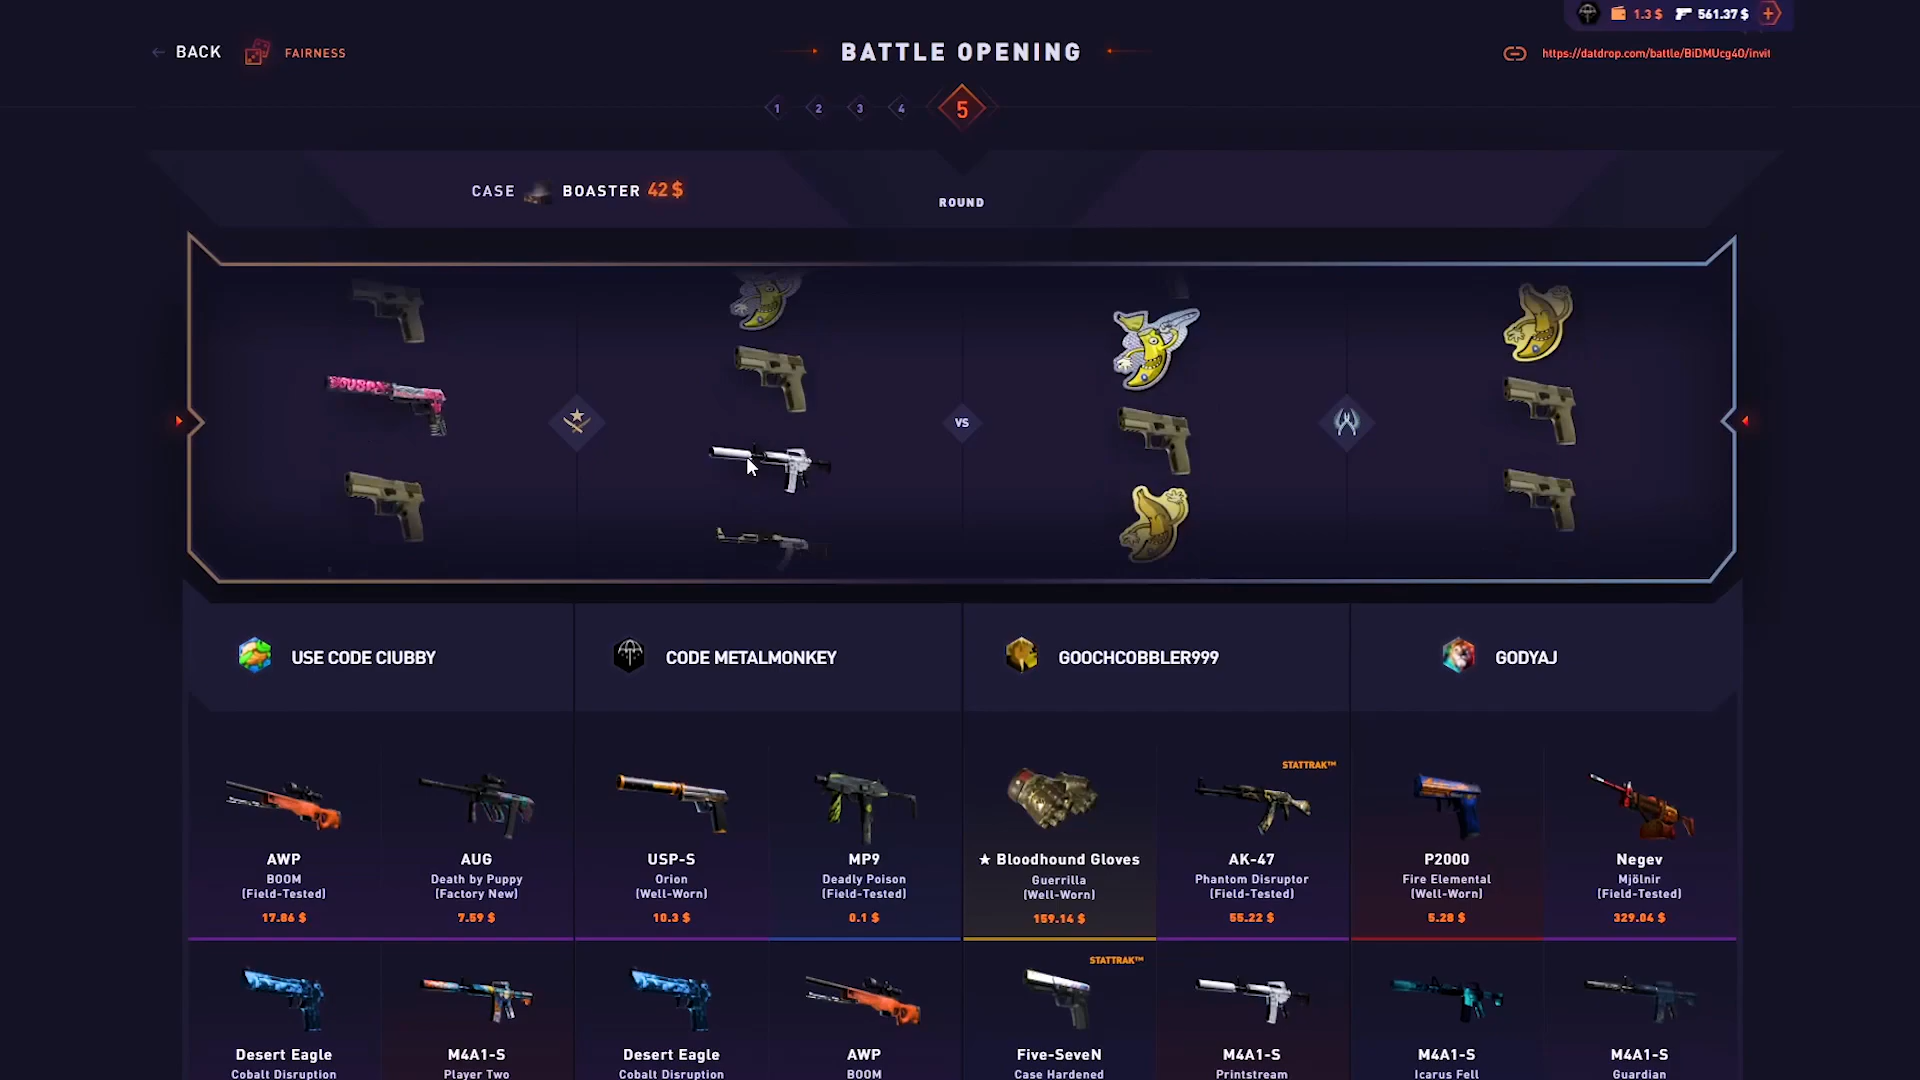 1.3 $ 561.37 $ +
← BACK FAIRNESS
BATTLE OPENING
https://datdrop.com/battle/BiDMUcg40/invit
1 2 3 4 5
CASE BOASTER 42 $
ROUND
VS
USE CODE CIUBBY
CODE METALMONKEY
GOOCHCOBBLER999
GODYAJ
AWP
BOOM
(Field-Tested)
17.86 $
AUG
Death by Puppy
(Factory New)
7.59 $
USP-S
Orion
(Well-Worn)
10.3 $
MP9
Deadly Poison
(Field-Tested)
0.1 $
★ Bloodhound Gloves
Guerrilla
(Well-Worn)
159.14 $
STATTRAK™
AK-47
Phantom Disruptor
(Field-Tested)
55.22 $
P2000
Fire Elemental
(Well-Worn)
5.28 $
Negev
Mjölnir
(Field-Tested)
329.04 $
Desert Eagle
Cobalt Disruption
M4A1-S
Player Two
Desert Eagle
Cobalt Disruption
AWP
BOOM
STATTRAK™
Five-SeveN
Case Hardened
M4A1-S
Printstream
M4A1-S
Icarus Fell
M4A1-S
Guardian